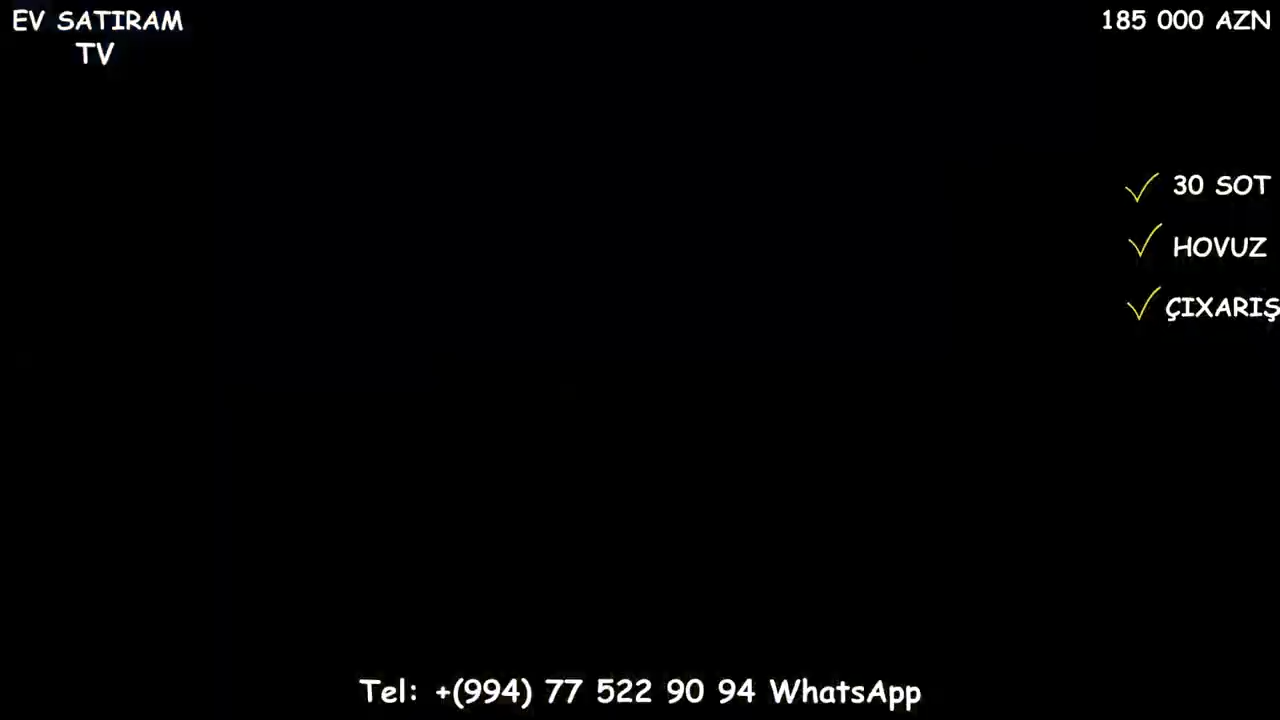 EV SATIRAM
TV
185 000 AZN
30 SOT
HOVUZ
ÇIXARIŞ
Tel: +(994) 77 522 90 94 WhatsApp